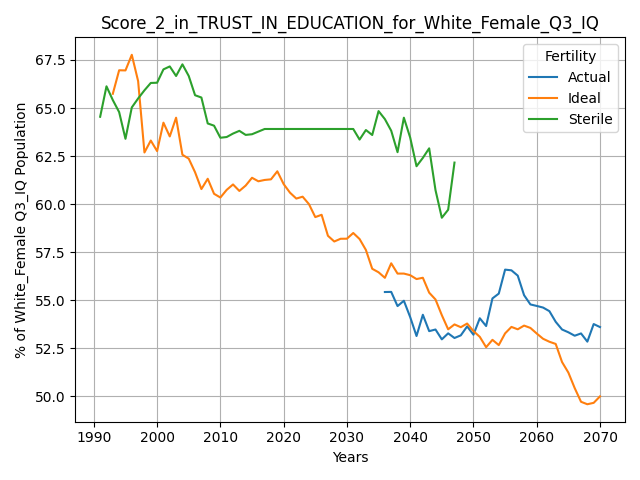 Score_2_in_TRUST_IN_EDUCATION_for_White_Female_Q3_IQ
Fertility
Actual
Ideal
Sterile
% of White_Female Q3_IQ Population
67.5
65.0
62.5
60.0
57.5
55.0
52.5
50.0
1990 2000 2010 2020 2030 2040 2050 2060 2070
Years